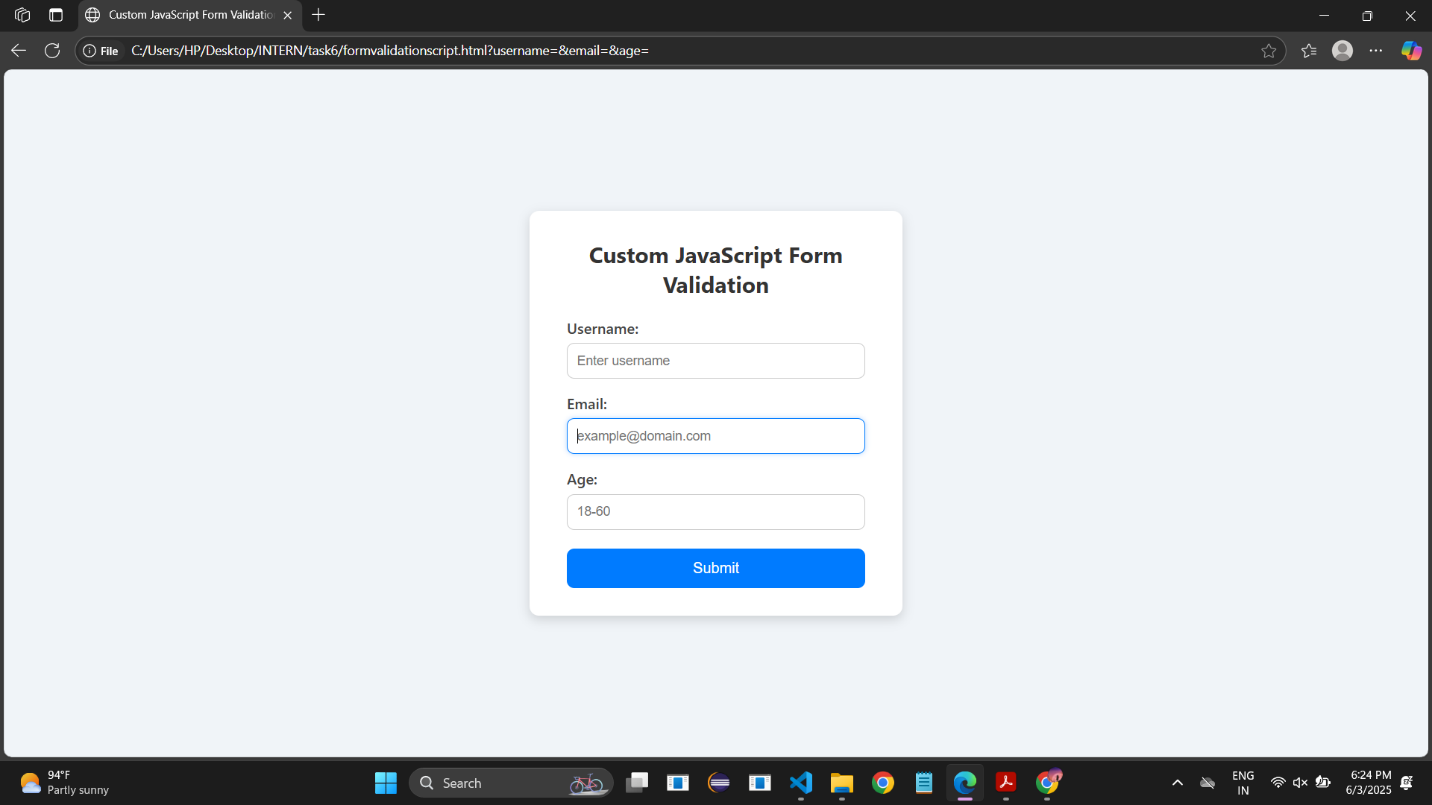 Custom JavaScript Form Validatio
File
C:/Users/HP/Desktop/INTERN/task6/formvalidationscript.html?username=&email=&age=
Custom JavaScript Form
Validation
Username:
Enter username
Email:
example@domain.com
Age:
18-60
Submit
94°F
Partly sunny
Search
ENG
IN
6:24 PM
6/3/2025